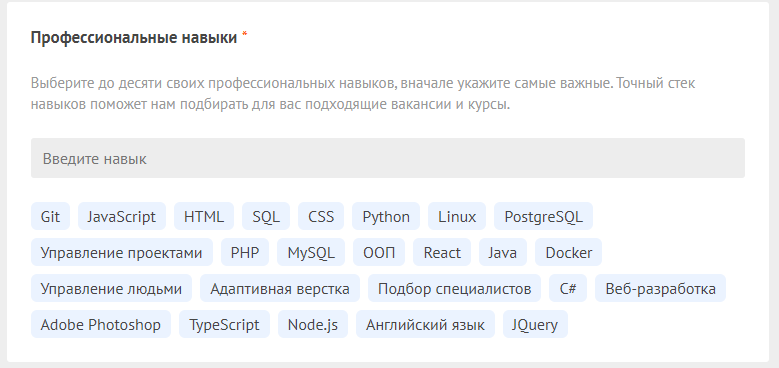 Профессиональные навыки *
Выберите до десяти своих профессиональных навыков, вначале укажите самые важные. Точный стек
навыков поможет нам подбирать для вас подходящие вакансии и курсы.
Введите навык
Git JavaScript HTML SQL CSS Python Linux PostgreSQL
Управление проектами PHP MySQL ООП React Java Docker
Управление людьми Адаптивная верстка Подбор специалистов C# Веб-разработка
Adobe Photoshop TypeScript Node.js Английский язык JQuery